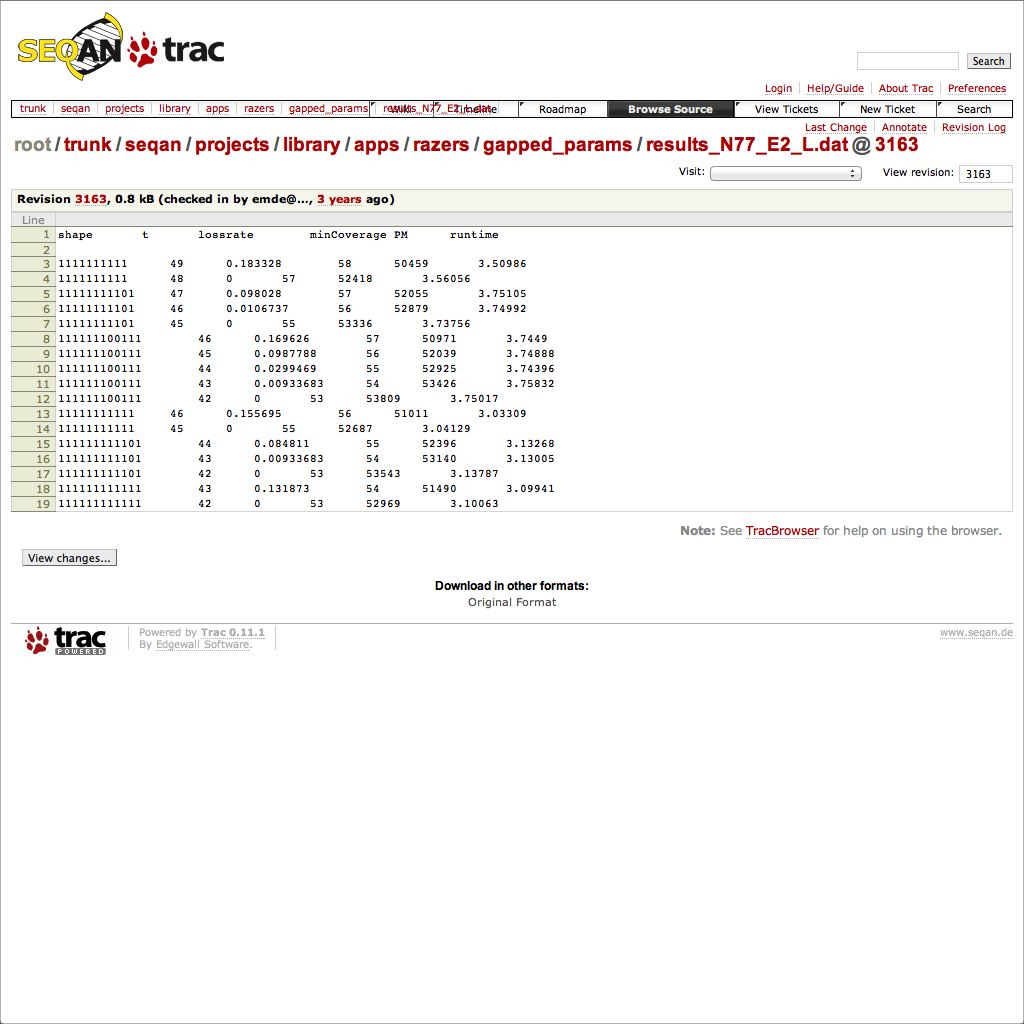 SEQAN trac
Search
Login Help/Guide About Trac Preferences
trunk seqan projects library apps razers gapped_params results_N77_E2_L.dat Wiki Timeline Roadmap Browse Source View Tickets New Ticket Search
Last Change Annotate Revision Log
root/trunk/seqan/projects/library/apps/razers/gapped_params/results_N77_E2_L.dat@3163
Visit: View revision: 3163
Revision 3163, 0.8 kB (checked in by emde@…, 3 years ago)
Line
1 shape t lossrate minCoverage PM runtime
2
3 1111111111 49 0.183328 58 50459 3.50986
4 1111111111 48 0 57 52418 3.56056
5 11111111101 47 0.098028 57 52055 3.75105
6 11111111101 46 0.0106737 56 52879 3.74992
7 11111111101 45 0 55 53336 3.73756
8 111111100111 46 0.169626 57 50971 3.7449
9 111111100111 45 0.0987788 56 52039 3.74888
10 111111100111 44 0.0299469 55 52925 3.74396
11 111111100111 43 0.00933683 54 53426 3.75832
12 111111100111 42 0 53 53809 3.75017
13 11111111111 46 0.155695 56 51011 3.03309
14 11111111111 45 0 55 52687 3.04129
15 111111111101 44 0.084811 55 52396 3.13268
16 111111111101 43 0.00933683 54 53140 3.13005
17 111111111101 42 0 53 53543 3.13787
18 111111111111 43 0.131873 54 51490 3.09941
19 111111111111 42 0 53 52969 3.10063
Note: See TracBrowser for help on using the browser.
View changes...
Download in other formats:
Original Format
trac POWERED
Powered by Trac 0.11.1
By Edgewall Software.
www.seqan.de